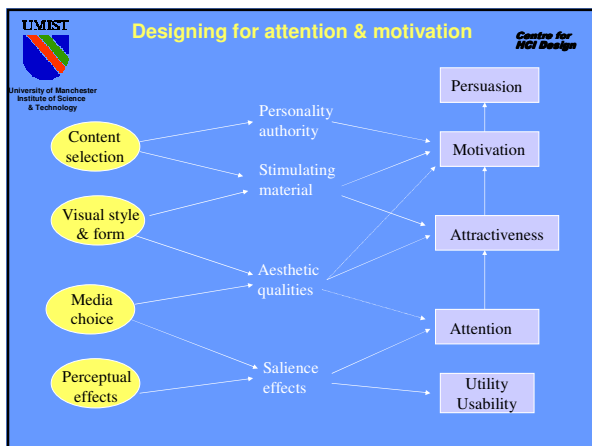 UMIST
Designing for attention & motivation
Centre for
HCI Design
University of Manchester
Institute of Science
& Technology
Content
selection
Visual style
& form
Media
choice
Perceptual
effects
Personality
authority
Stimulating
material
Aesthetic
qualities
Salience
effects
Persuasion
Motivation
Attractiveness
Attention
Utility
Usability